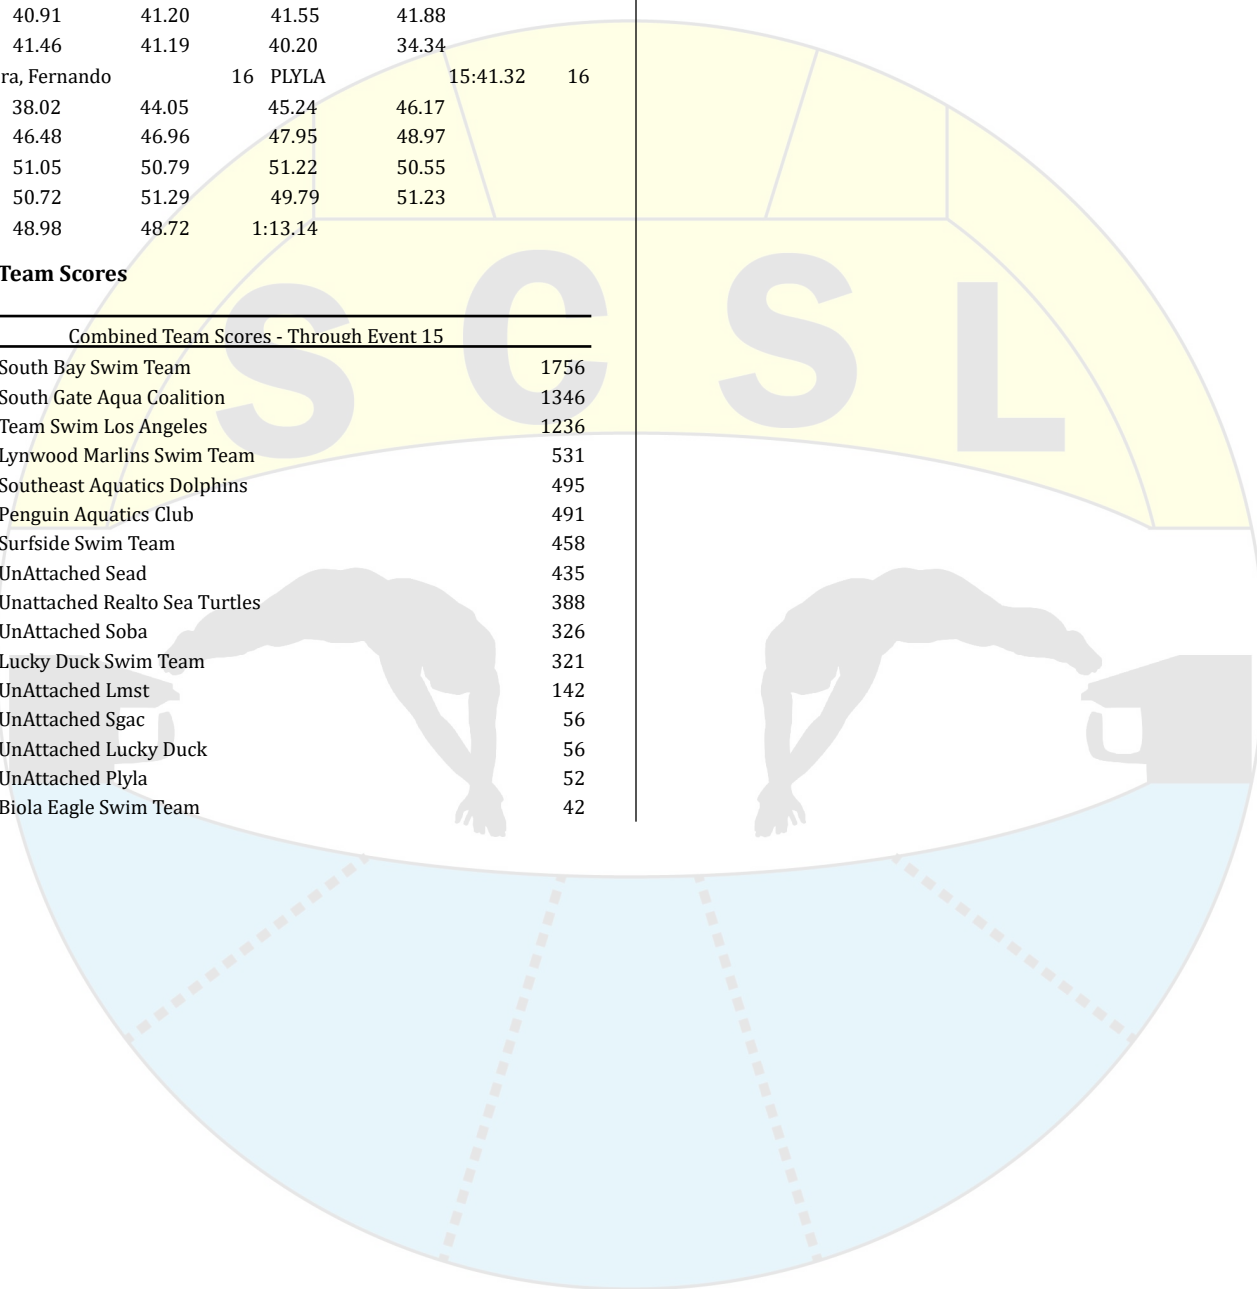 40.91 41.20 41.55 41.88
41.46 41.19 40.20 34.34
ra, Fernando 16 PLYLA 15:41.32 16
38.02 44.05 45.24 46.17
46.48 46.96 47.95 48.97
51.05 50.79 51.22 50.55
50.72 51.29 49.79 51.23
48.98 48.72 1:13.14
Team Scores
Combined Team Scores - Through Event 15
South Bay Swim Team 1756
South Gate Aqua Coalition 1346
Team Swim Los Angeles 1236
Lynwood Marlins Swim Team 531
Southeast Aquatics Dolphins 495
Penguin Aquatics Club 491
Surfside Swim Team 458
UnAttached Sead 435
Unattached Realto Sea Turtles 388
UnAttached Soba 326
Lucky Duck Swim Team 321
UnAttached Lmst 142
UnAttached Sgac 56
UnAttached Lucky Duck 56
UnAttached Plyla 52
Biola Eagle Swim Team 42
SCSL